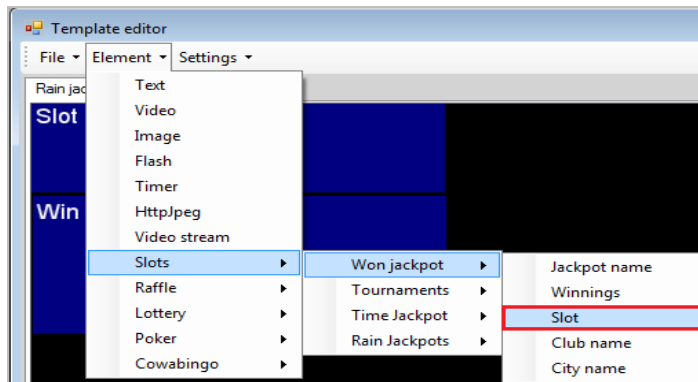 Template editor
File Element Settings
Rain jac
Slot
Win
Text
Video
Image
Flash
Timer
HttpJpeg
Video stream
Slots
Raffle
Lottery
Poker
Cowabingo
Won jackpot
Tournaments
Time Jackpot
Rain Jackpots
Jackpot name
Winnings
Slot
Club name
City name